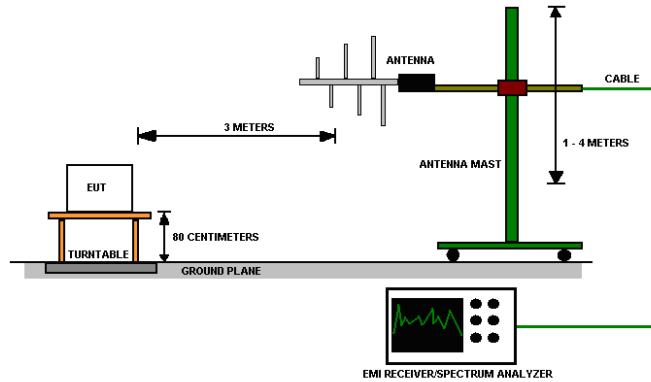 ANTENNA
CABLE
3 METERS
1 - 4 METERS
ANTENNA MAST
EUT
80 CENTIMETERS
TURNTABLE
GROUND PLANE
EMI RECEIVER/SPECTRUM ANALYZER